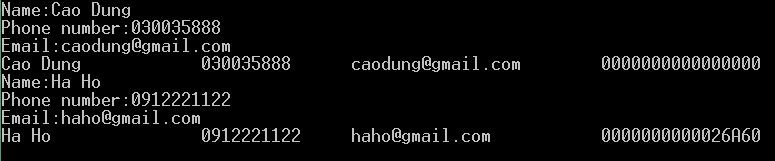 Name:Cao Dung
Phone number:030035888
Email:caodung@gmail.com
Cao Dung 030035888 caodung@gmail.com 0000000000000000
Name:Ha Ho
Phone number:0912221122
Email:haho@gmail.com
Ha Ho 0912221122 haho@gmail.com 0000000000026A60